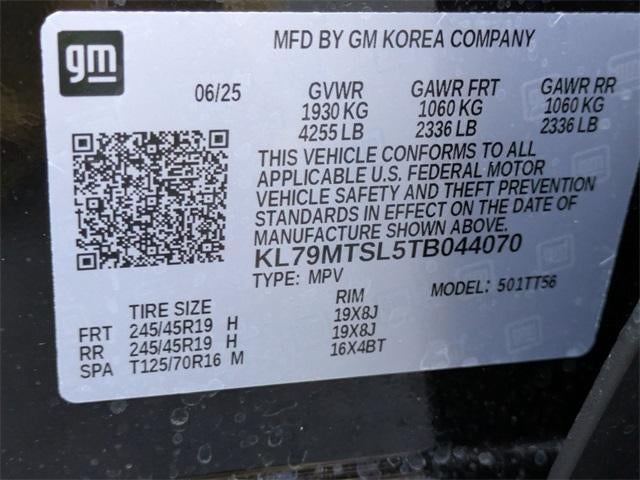 gm
MFD BY GM KOREA COMPANY
06/25 GVWR GAWR FRT GAWR RR
1930 KG 1060 KG 1060 KG
4255 LB 2336 LB 2336 LB
THIS VEHICLE CONFORMS TO ALL
APPLICABLE U.S. FEDERAL MOTOR
VEHICLE SAFETY AND THEFT PREVENTION
STANDARDS IN EFFECT ON THE DATE OF
MANUFACTURE SHOWN ABOVE.
KL79MTSL5TB044070
TYPE: MPV MODEL: 501TT56
TIRE SIZE RIM
FRT 245/45R19 H 19X8J
RR 245/45R19 H 19X8J
SPA T125/70R16 M 16X4BT